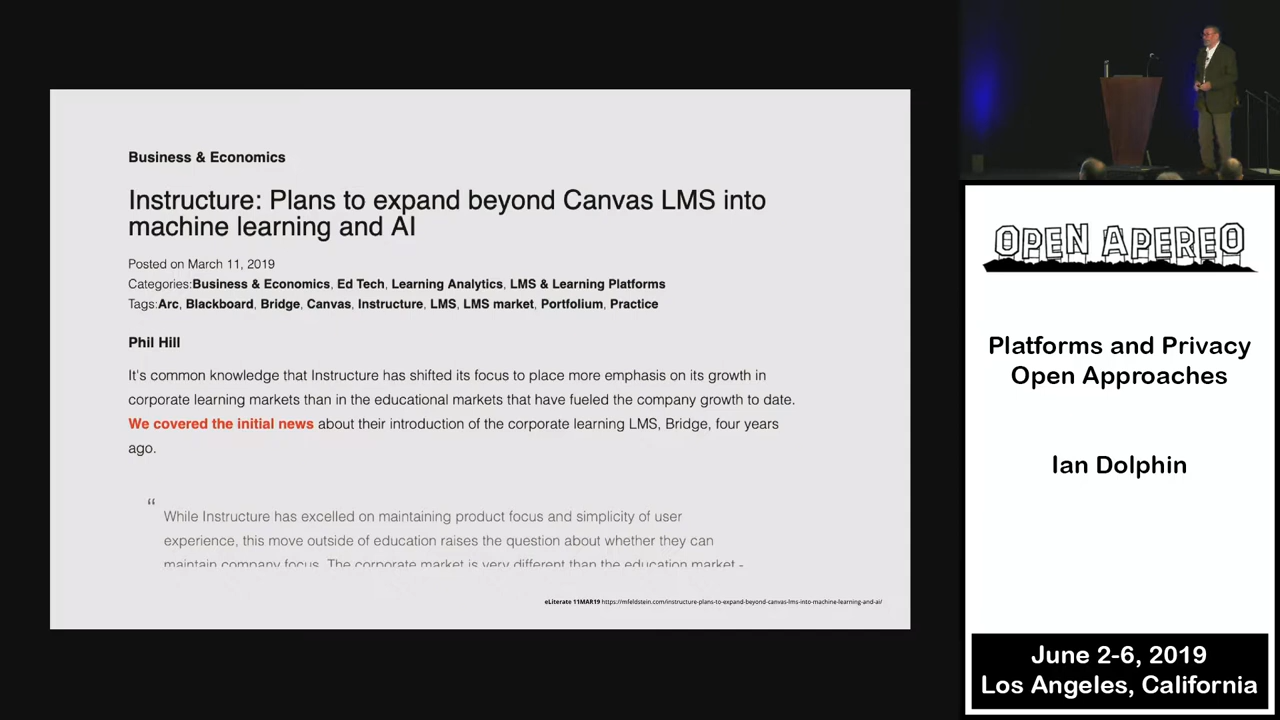 Business & Economics
Instructure: Plans to expand beyond Canvas LMS into
machine learning and AI
Posted on March 11, 2019
Categories:Business & Economics, Ed Tech, Learning Analytics, LMS & Learning Platforms
Tags:Arc, Blackboard, Bridge, Canvas, Instructure, LMS, LMS market, Portfolium, Practice
Phil Hill
It's common knowledge that Instructure has shifted its focus to place more emphasis on its growth in
corporate learning markets than in the educational markets that have fueled the company growth to date.
We covered the initial news about their introduction of the corporate learning LMS, Bridge, four years
ago.
“
While Instructure has excelled on maintaining product focus and simplicity of user
experience, this move outside of education raises the question about whether they can
maintain company focus. The corporate market is very different than the education market -
eLiterate 11MAR19 https://mfeldstein.com/instructure-plans-to-expand-beyond-canvas-lms-into-machine-learning-and-ai/
OPEN APEREO
Platforms and Privacy
Open Approaches
Ian Dolphin
June 2-6, 2019
Los Angeles, California